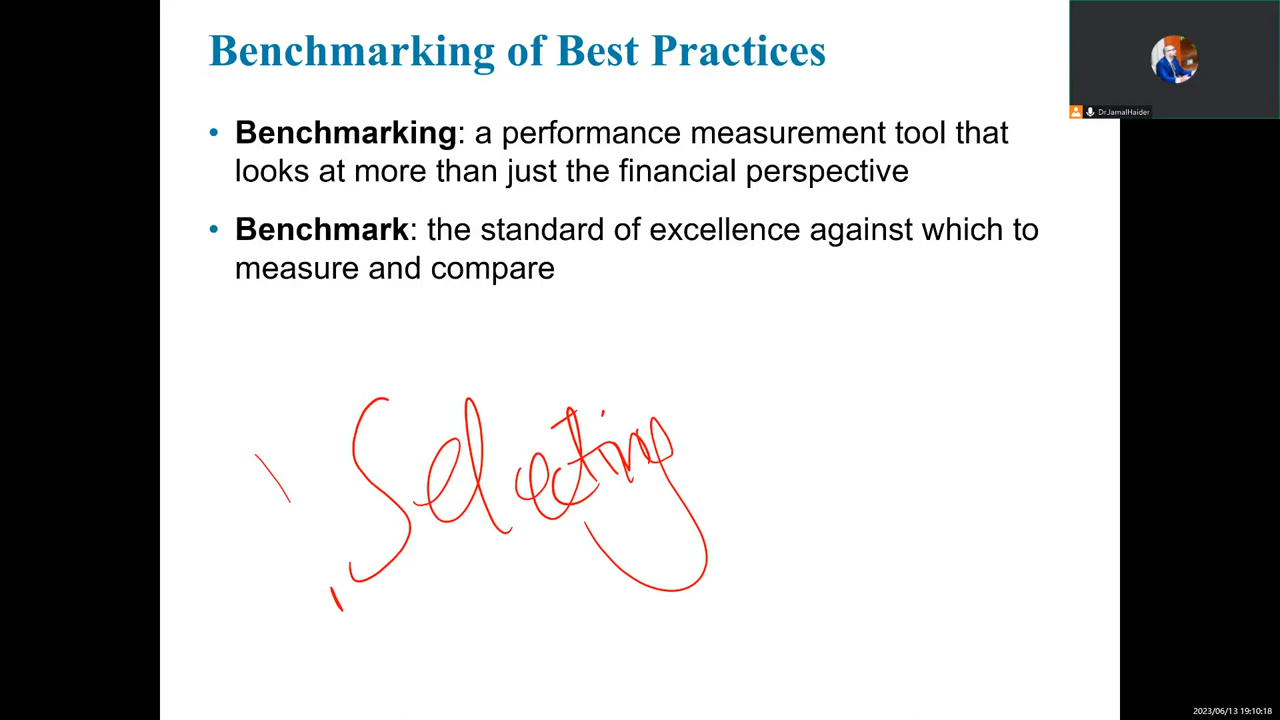 Benchmarking of Best Practices
• Benchmarking: a performance measurement tool that
looks at more than just the financial perspective
• Benchmark: the standard of excellence against which to
measure and compare
Selecting
Dr.JamalHaider
2023/06/13 19:10:18